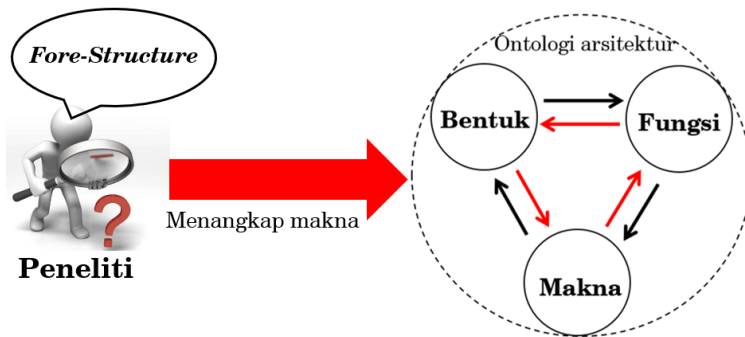 Fore-Structure
Peneliti
Menangkap makna
Ontologi arsitektur
Bentuk
Fungsi
Makna